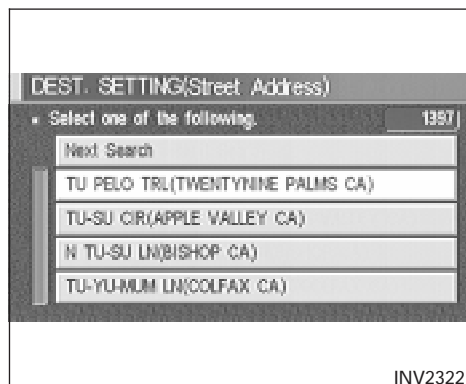 DEST. SETTING(Street Address)
Select one of the following. 1397
Next Search
TU PELO TRL(TWENTYNINE PALMS CA)
TU-SU CIR(APPLE VALLEY CA)
N TU-SU LN(BISHOP CA)
TU-YU-MUM LN(COLFAX CA)
INV2322